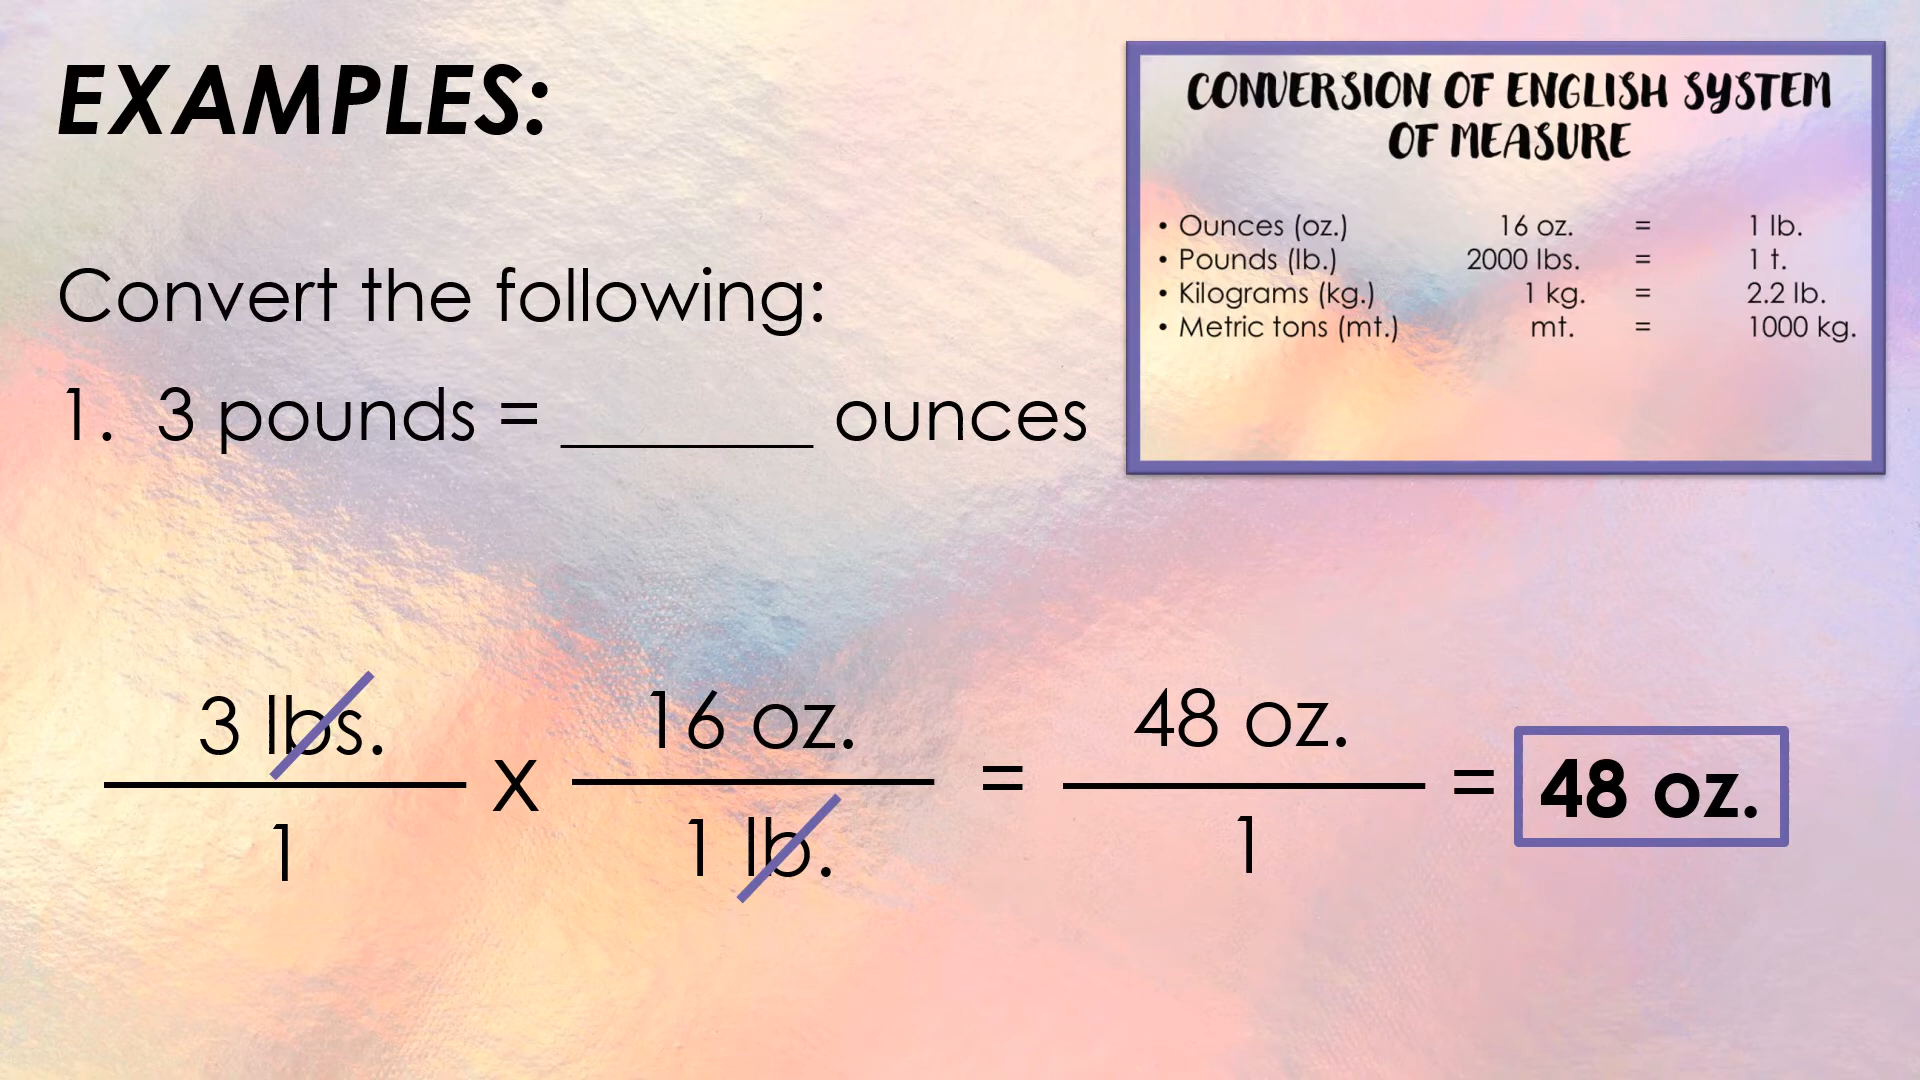 EXAMPLES:
CONVERSION OF ENGLISH SYSTEM
OF MEASURE
• Ounces (oz.) 16 oz. = 1 lb.
• Pounds (lb.) 2000 lbs. = 1 t.
• Kilograms (kg.) 1 kg. = 2.2 lb.
• Metric tons (mt.) mt. = 1000 kg.
Convert the following:
1. 3 pounds = _______ ounces
3 lbs. 16 oz. 48 oz.
x = = 48 oz.
1 1 lb. 1